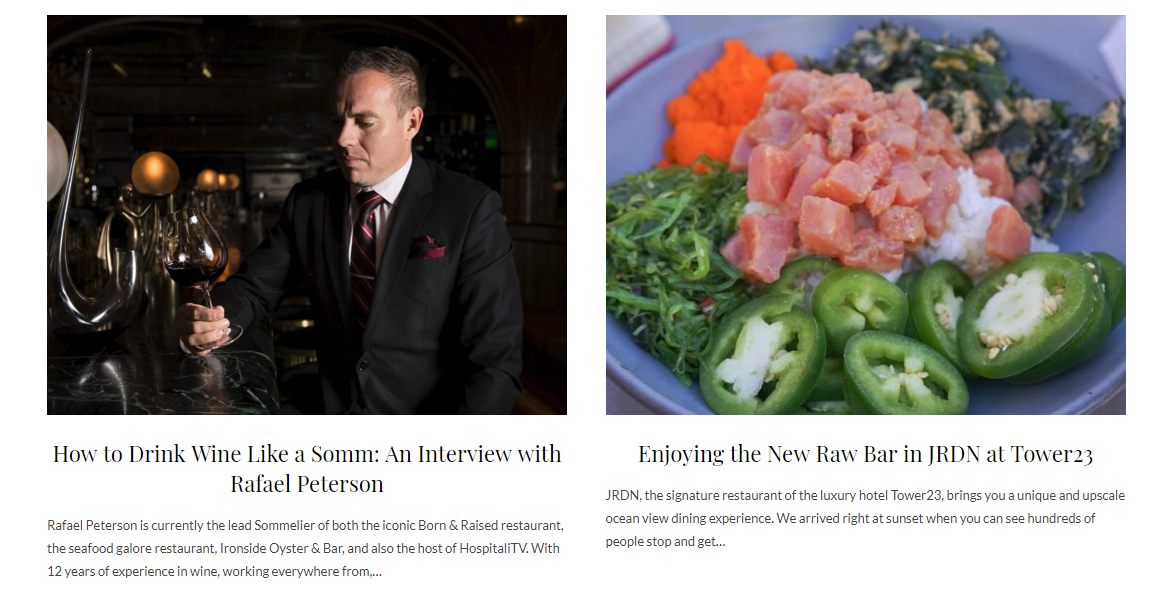 How to Drink Wine Like a Somm: An Interview with
Rafael Peterson
Rafael Peterson is currently the lead Sommelier of both the iconic Born & Raised restaurant,
the seafood galore restaurant, Ironside Oyster & Bar, and also the host of HospitaliTV. With
12 years of experience in wine, working everywhere from,...
Enjoying the New Raw Bar in JRDN at Tower23
JRDN, the signature restaurant of the luxury hotel Tower23, brings you a unique and upscale
ocean view dining experience. We arrived right at sunset when you can see hundreds of
people stop and get...